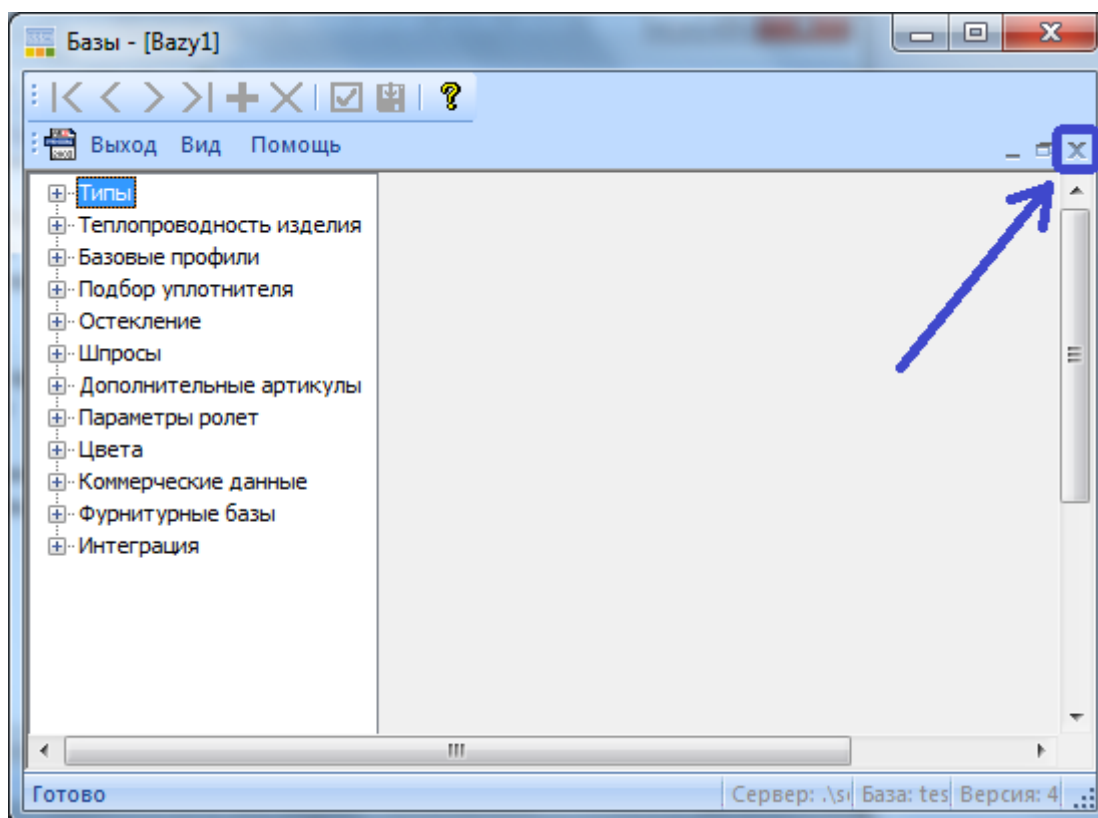 Базы - [Bazy1]
Выход Вид Помощь
Типы
Теплопроводность изделия
Базовые профили
Подбор уплотнителя
Остекление
Шпросы
Дополнительные артикулы
Параметры ролет
Цвета
Коммерческие данные
Фурнитурные базы
Интеграция
Готово Сервер: .\s База: tes Версия: 4